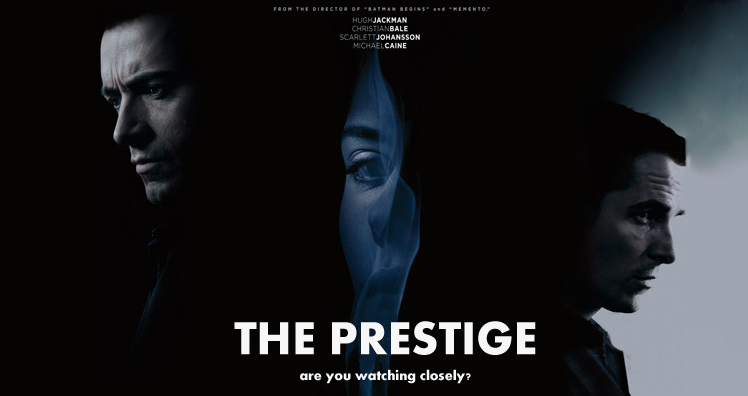 FROM THE DIRECTOR OF "BATMAN BEGINS" and "MEMENTO."
HUGHJACKMAN
CHRISTIANBALE
SCARLETTJOHANSSON
MICHAELCAINE
THE PRESTIGE
are you watching closely?